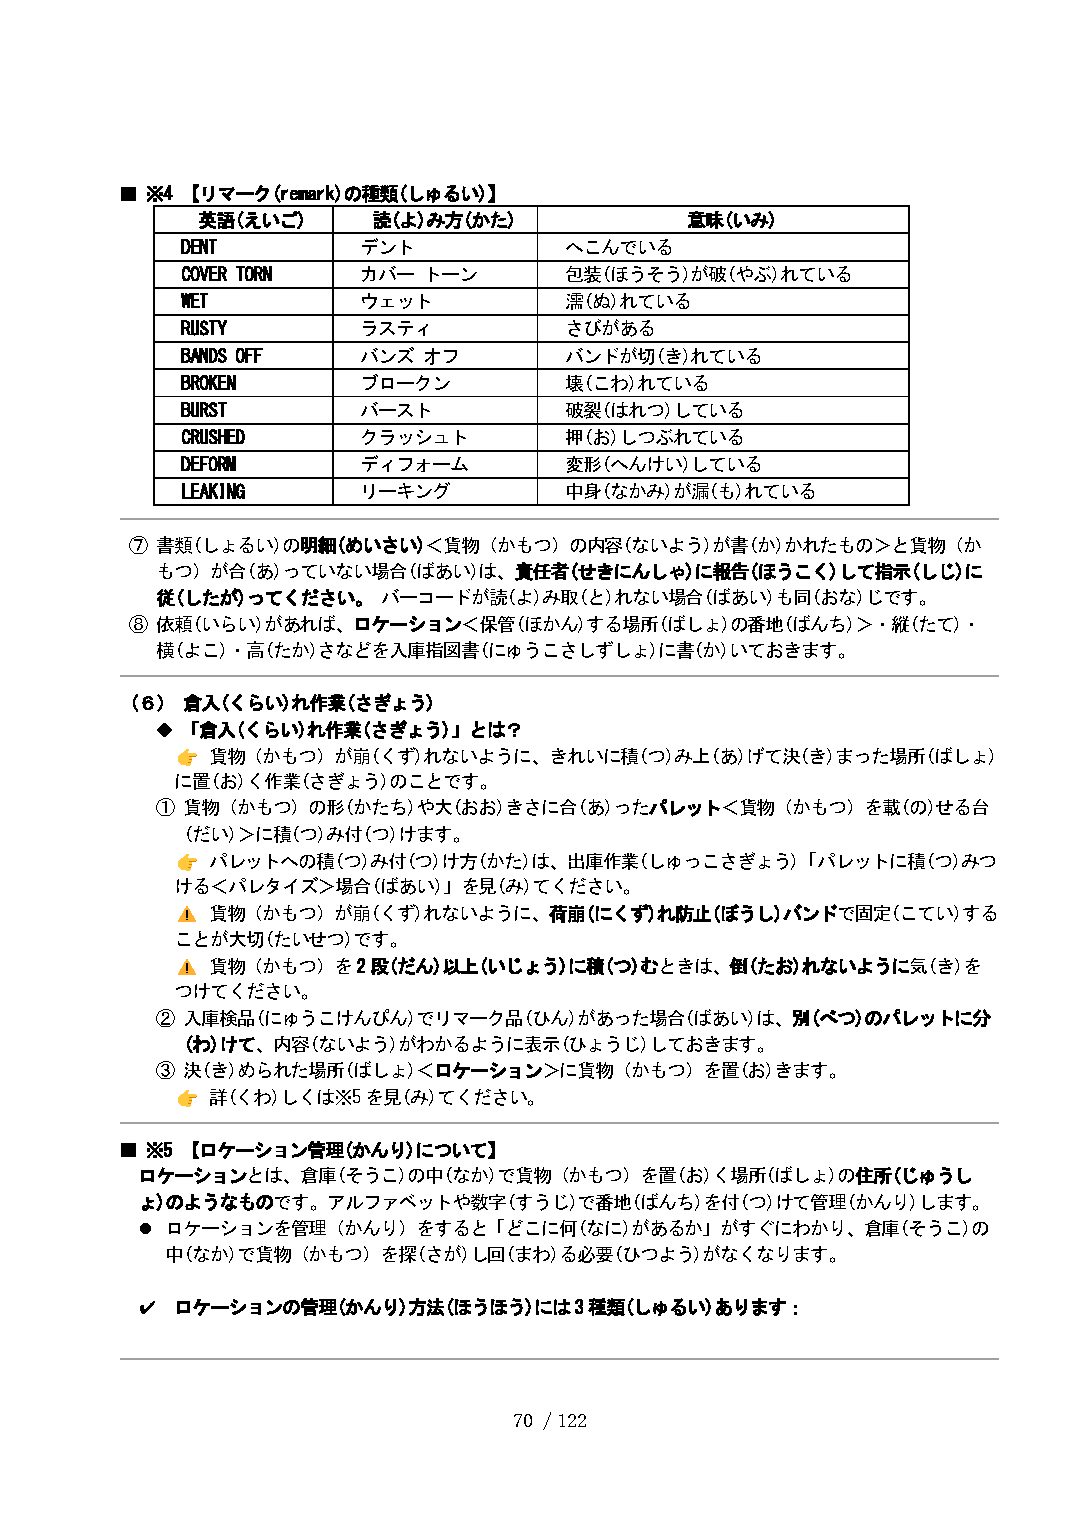 ■ ※4 【リマーク(remark)の種類(しゅるい)】
英語(えいご) 読(よ)み方(かた) 意味(いみ)
DENT デント へこんでいる
COVER TORN カバー トーン 包装(ほうそう)が破(やぶ)れている
WET ウェット 濡(ぬ)れている
RUSTY ラスティ さびがある
BANDS OFF バンズ オフ バンドが切(き)れている
BROKEN ブロークン 壊(こわ)れている
BURST バースト 破裂(はれつ)している
CRUSHED クラッシュト 押(お)しつぶれている
DEFORM ディフォーム 変形(へんけい)している
LEAKING リーキング 中身(なかみ)が漏(も)れている
⑦ 書類(しょるい)の明細(めいさい)＜貨物（かもつ）の内容(ないよう)が書(か)かれたもの＞と貨物（か
もつ）が合(あ)っていない場合(ばあい)は、責任者(せきにんしゃ)に報告(ほうこく)して指示(しじ)に
従(したが)ってください。 バーコードが読(よ)み取(と)れない場合(ばあい)も同(おな)じです。
⑧ 依頼(いらい)があれば、ロケーション＜保管(ほかん)する場所(ばしょ)の番地(ばんち)＞・縦(たて)・
横(よこ)・高(たか)さなどを入庫指図書(にゅうこさしずしょ)に書(か)いておきます。
（6） 倉入(くらい)れ作業(さぎょう)
◆ 「倉入(くらい)れ作業(さぎょう)」とは？
👉 貨物（かもつ）が崩(くず)れないように、きれいに積(つ)み上(あ)げて決(き)まった場所(ばしょ)
に置(お)く作業(さぎょう)のことです。
① 貨物（かもつ）の形(かたち)や大(おお)きさに合(あ)ったパレット＜貨物（かもつ）を載(の)せる台
(だい)＞に積(つ)み付(つ)けます。
👉 パレットへの積(つ)み付(つ)け方(かた)は、出庫作業(しゅっこさぎょう)「パレットに積(つ)みつ
ける＜パレタイズ＞場合(ばあい)」を見(み)てください。
⚠ 貨物（かもつ）が崩(くず)れないように、荷崩(にくず)れ防止(ぼうし)バンドで固定(こてい)する
ことが大切(たいせつ)です。
⚠ 貨物（かもつ）を2段(だん)以上(いじょう)に積(つ)むときは、倒(たお)れないように気(き)を
つけてください。
② 入庫検品(にゅうこけんぴん)でリマーク品(ひん)があった場合(ばあい)は、別(べつ)のパレットに分
(わ)けて、内容(ないよう)がわかるように表示(ひょうじ)しておきます。
③ 決(き)められた場所(ばしょ)＜ロケーション＞に貨物（かもつ）を置(お)きます。
👉 詳(くわ)しくは※5を見(み)てください。
■ ※5 【ロケーション管理(かんり)について】
ロケーションとは、倉庫(そうこ)の中(なか)で貨物（かもつ）を置(お)く場所(ばしょ)の住所(じゅうし
ょ)のようなものです。アルファベットや数字(すうじ)で番地(ばんち)を付(つ)けて管理(かんり)します。
● ロケーションを管理（かんり）をすると「どこに何(なに)があるか」がすぐにわかり、倉庫(そうこ)の
中(なか)で貨物（かもつ）を探(さが)し回(まわ)る必要(ひつよう)がなくなります。
✔ ロケーションの管理(かんり)方法(ほうほう)には3種類(しゅるい)あります：
70 / 122